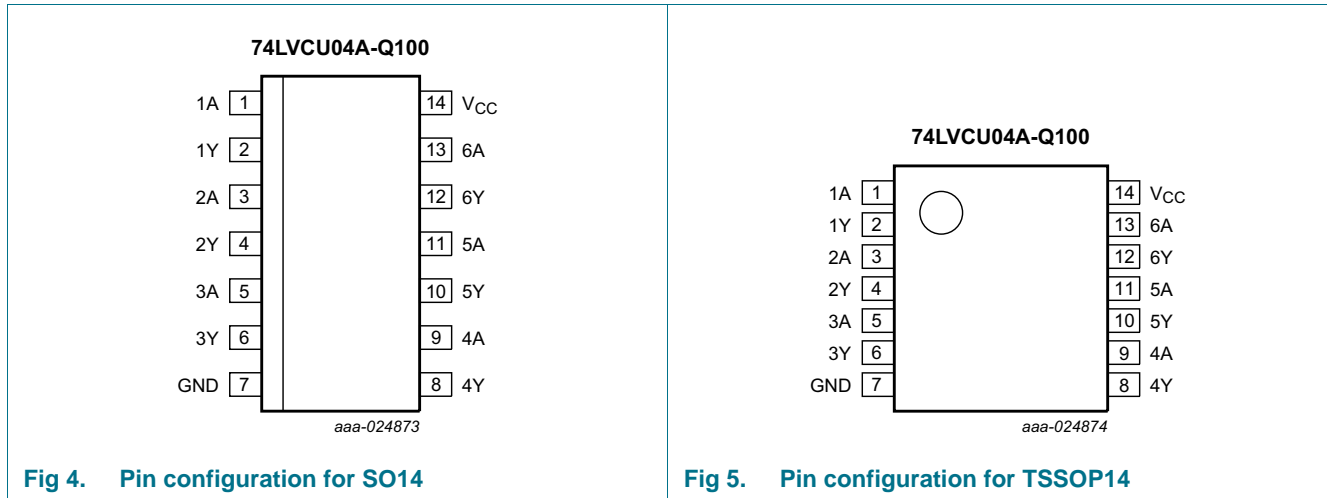 74LVCU04A-Q100
1A 1 14 VCC
1Y 2 13 6A
2A 3 12 6Y
2Y 4 11 5A
3A 5 10 5Y
3Y 6 9 4A
GND 7 8 4Y
aaa-024873
Fig 4. Pin configuration for SO14
74LVCU04A-Q100
1A 1 14 VCC
1Y 2 13 6A
2A 3 12 6Y
2Y 4 11 5A
3A 5 10 5Y
3Y 6 9 4A
GND 7 8 4Y
aaa-024874
Fig 5. Pin configuration for TSSOP14